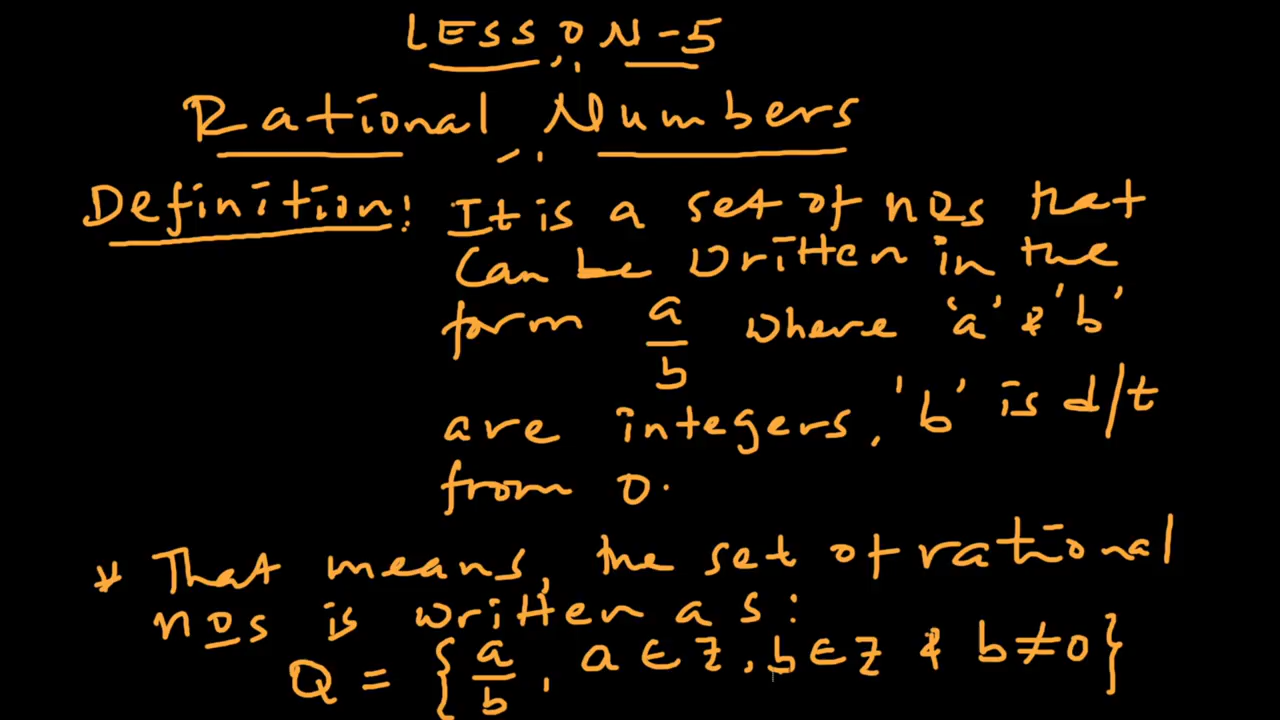 LESSON-5
Rational Numbers
Definition: It is a set of nos that
can be written in the
form a/b where 'a' & 'b'
are integers, 'b' is d/t
from 0.
* That means, the set of rational
nos is written as:
Q = { a/b, a ∈ Z, b ∈ Z & b ≠ 0 }